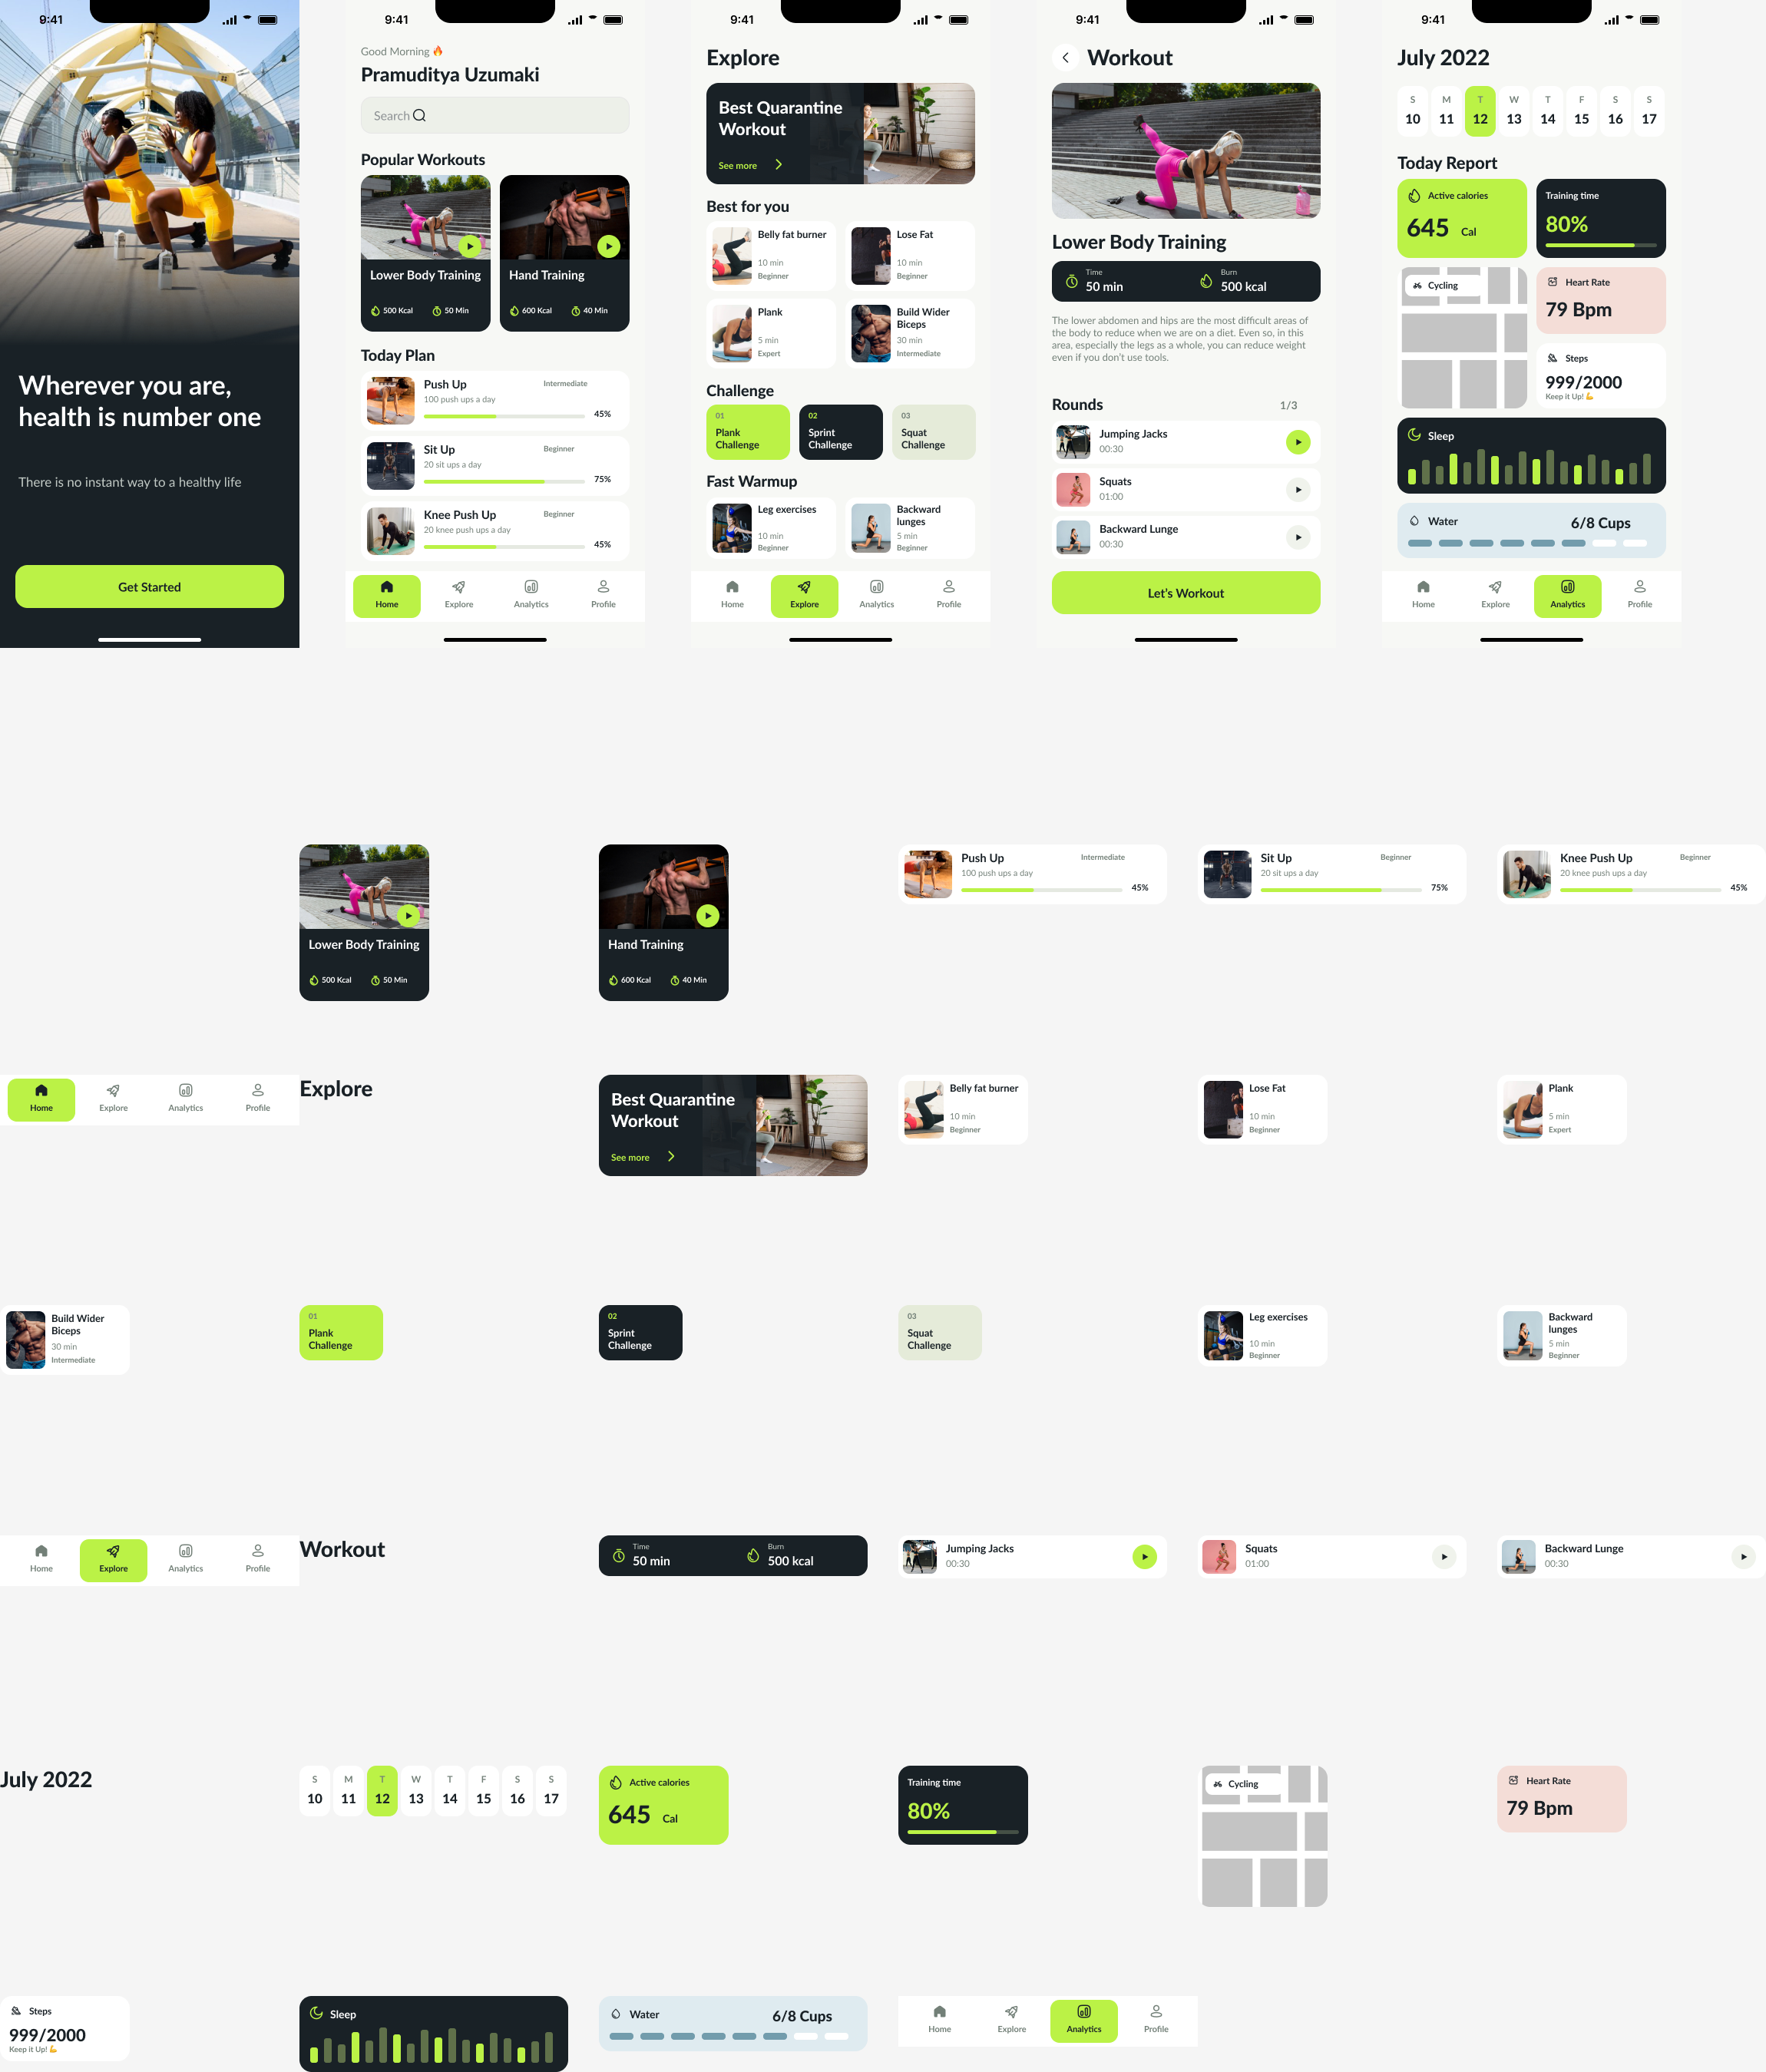 9:41
Wherever you are,
health is number one
There is no instant way to a healthy life
Get Started
9:41
Good Morning 🔥
Pramuditya Uzumaki
Search
Popular Workouts
Lower Body Training
500 Kcal
50 Min
Hand Training
600 Kcal
40 Min
Today Plan
Push Up
Intermediate
100 push ups a day
45%
Sit Up
Beginner
20 sit ups a day
75%
Knee Push Up
Beginner
20 knee push ups a day
45%
Home
Explore
Analytics
Profile
9:41
Explore
Best Quarantine
Workout
See more
Best for you
Belly fat burner
10 min
Beginner
Lose Fat
10 min
Beginner
Plank
5 min
Expert
Build Wider
Biceps
30 min
Intermediate
Challenge
01
Plank
Challenge
02
Sprint
Challenge
03
Squat
Challenge
Fast Warmup
Leg exercises
10 min
Beginner
Backward
lunges
5 min
Beginner
Home
Explore
Analytics
Profile
9:41
Workout
Lower Body Training
Time
50 min
Burn
500 kcal
The lower abdomen and hips are the most difficult areas of
the body to reduce when we are on a diet. Even so, in this
area, especially the legs as a whole, you can reduce weight
even if you don't use tools.
Rounds
1/3
Jumping Jacks
00:30
Squats
01:00
Backward Lunge
00:30
Let's Workout
9:41
July 2022
S M T W T F S S
10 11 12 13 14 15 16 17
Today Report
Active calories
645 Cal
Training time
80%
Cycling
Heart Rate
79 Bpm
Steps
999/2000
Keep it Up! 💪
Sleep
Water
6/8 Cups
Home
Explore
Analytics
Profile
Lower Body Training
500 Kcal
50 Min
Hand Training
600 Kcal
40 Min
Push Up
Intermediate
100 push ups a day
45%
Sit Up
Beginner
20 sit ups a day
75%
Knee Push Up
Beginner
20 knee push ups a day
45%
Home
Explore
Analytics
Profile
Explore
Best Quarantine
Workout
See more
Belly fat burner
10 min
Beginner
Lose Fat
10 min
Beginner
Plank
5 min
Expert
Build Wider
Biceps
30 min
Intermediate
01
Plank
Challenge
02
Sprint
Challenge
03
Squat
Challenge
Leg exercises
10 min
Beginner
Backward
lunges
5 min
Beginner
Home
Explore
Analytics
Profile
Workout
Time
50 min
Burn
500 kcal
Jumping Jacks
00:30
Squats
01:00
Backward Lunge
00:30
July 2022
S M T W T F S S
10 11 12 13 14 15 16 17
Active calories
645 Cal
Training time
80%
Cycling
Heart Rate
79 Bpm
Steps
999/2000
Keep it Up! 💪
Sleep
Water
6/8 Cups
Home
Explore
Analytics
Profile